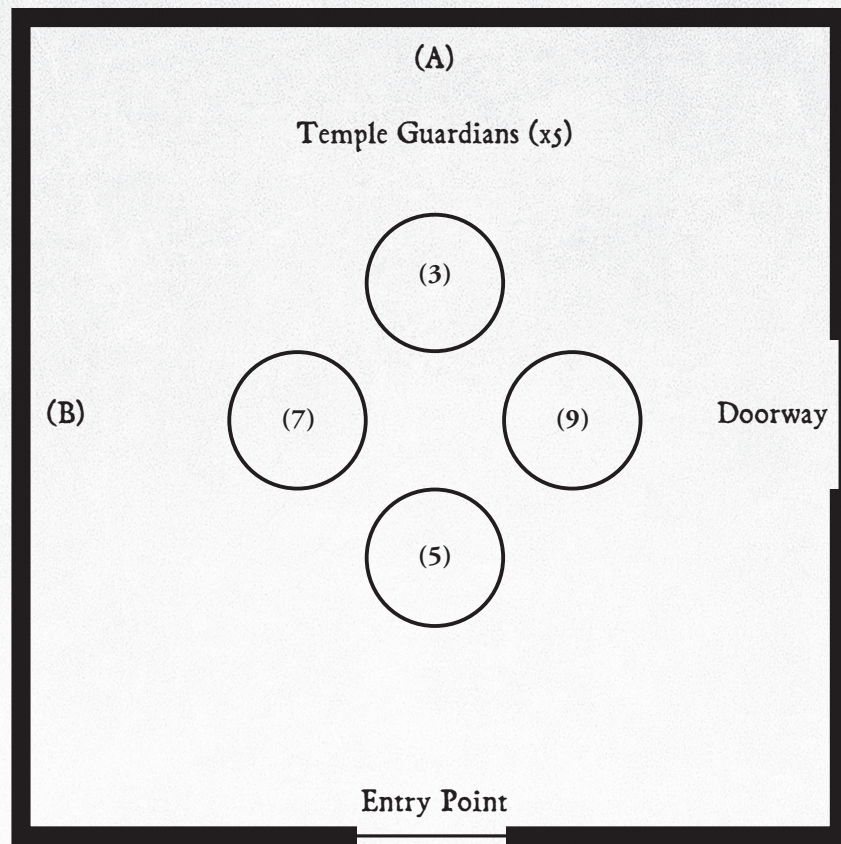 (A)
Temple Guardians (x5)
(3)
(B)
(7)
(9)
Doorway
(5)
Entry Point